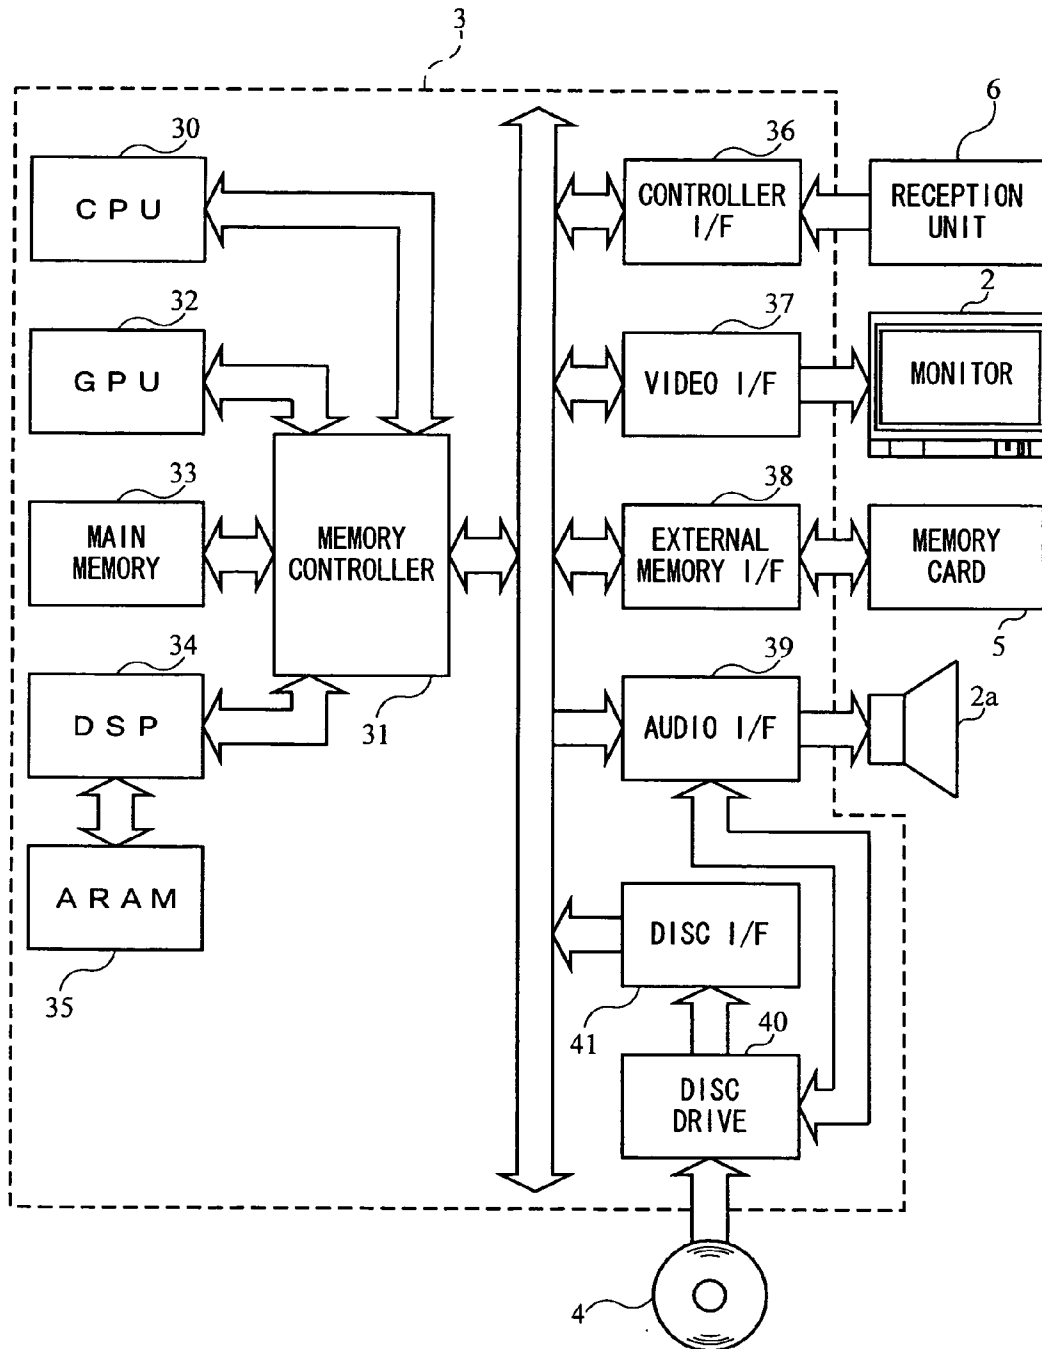 3
30
CPU
36
CONTROLLER
I/F
6
RECEPTION
UNIT
32
GPU
37
VIDEO I/F
2
MONITOR
33
MAIN
MEMORY
MEMORY
CONTROLLER
31
38
EXTERNAL
MEMORY I/F
MEMORY
CARD
5
34
DSP
39
AUDIO I/F
2a
ARAM
35
DISC I/F
41
40
DISC
DRIVE
4